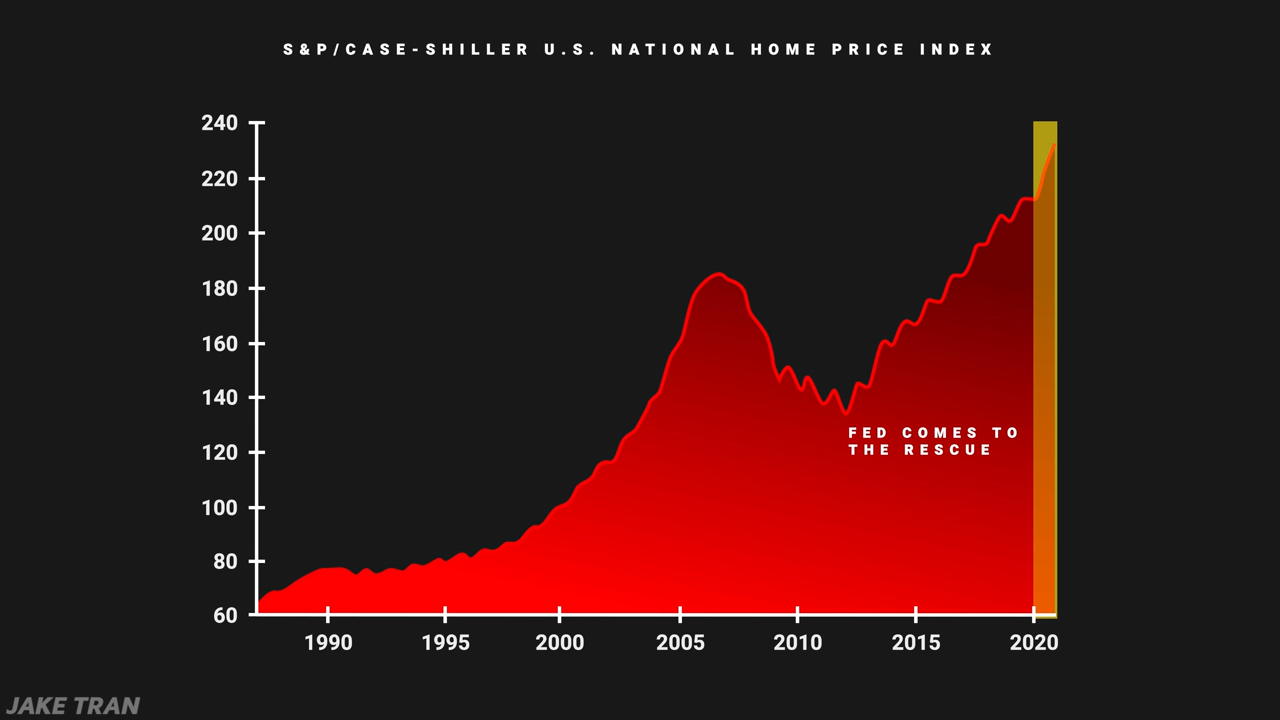 S&P/CASE-SHILLER U.S. NATIONAL HOME PRICE INDEX
240
220
200
180
160
140
120
100
80
60
FED COMES TO
THE RESCUE
1990 1995 2000 2005 2010 2015 2020
JAKE TRAN